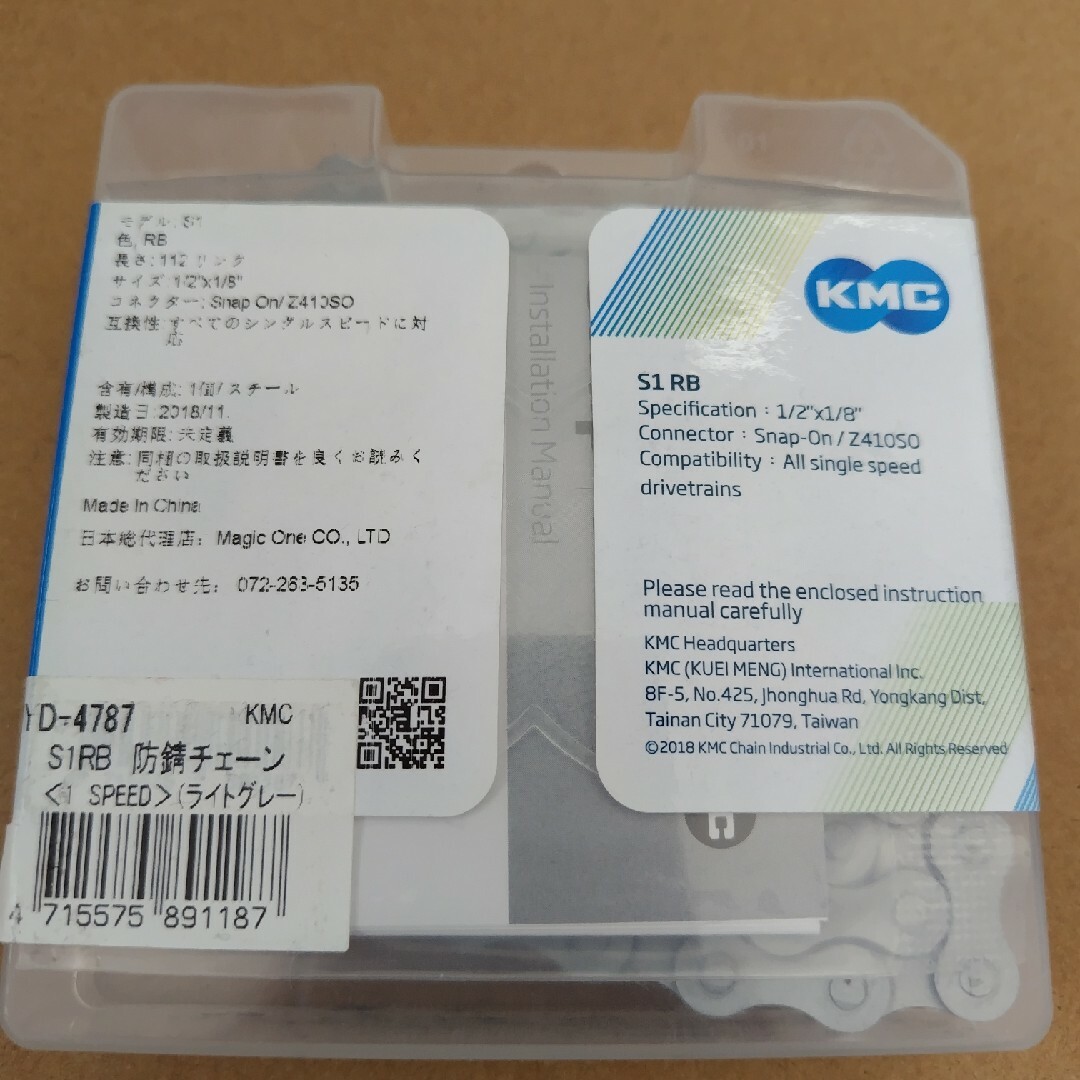 モデル: S1
色: RB
長さ: 112 リンク
サイズ: 1/2"x1/8"
コネクター: Snap On/ Z410SO
互換性: すべてのシングルスピードに対
応
含有/構成: 1個/ スチール
製造日:2018/11.
有効期限: 未定義
注意: 同梱の取扱説明書を良くお読みく
ださい
Made In China
日本総代理店: Magic One CO., LTD
お問い合わせ先: 072-263-5135
YD-4787 KMC
S1RB 防錆チェーン
<1 SPEED>(ライトグレー)
4 715575 891187
Installation Manual
KMC
S1 RB
Specification : 1/2"x1/8"
Connector : Snap-On / Z410SO
Compatibility : All single speed
drivetrains
Please read the enclosed instruction
manual carefully
KMC Headquarters
KMC (KUEI MENG) International Inc.
8F-5, No.425, Jhonghua Rd, Yongkang Dist,
Tainan City 71079, Taiwan
©2018 KMC Chain Industrial Co., Ltd. All Rights Reserved